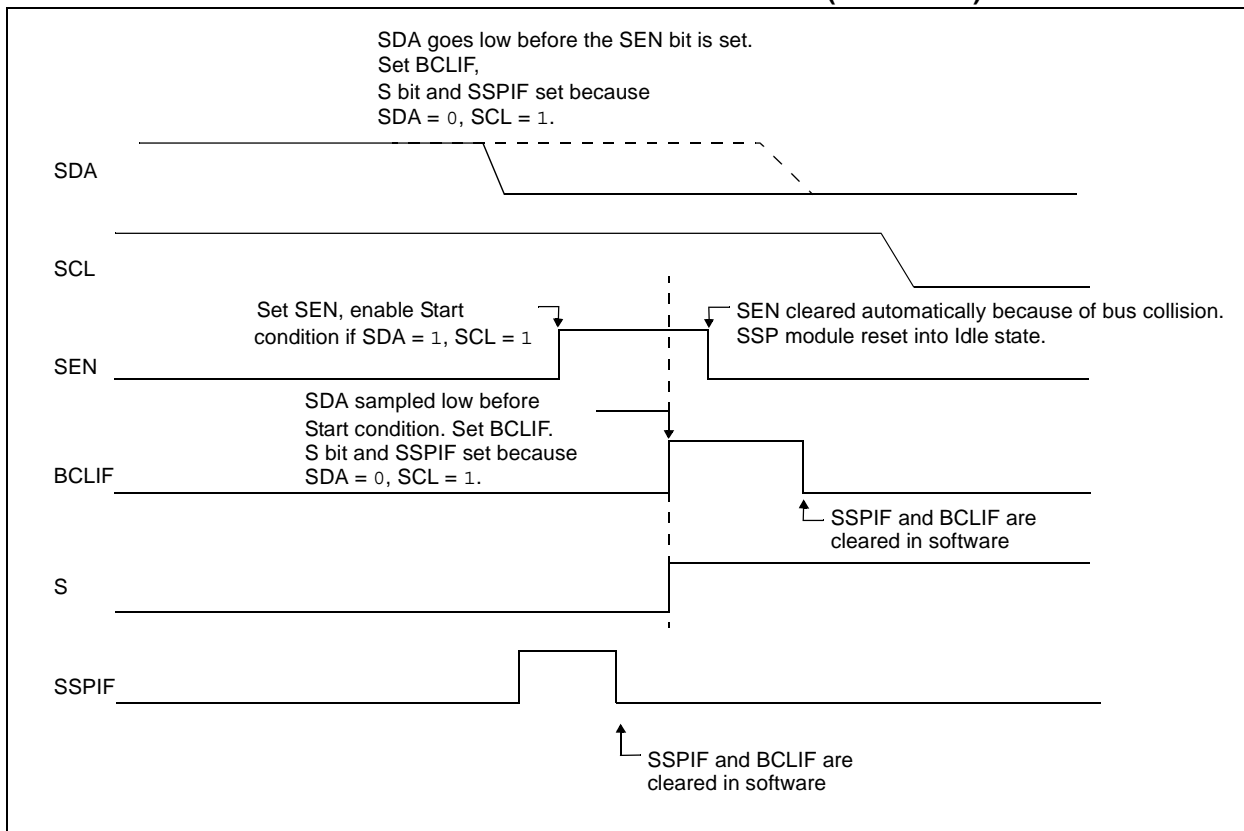 SDA goes low before the SEN bit is set.
Set BCLIF,
S bit and SSPIF set because
SDA = 0, SCL = 1.
SDA
SCL
Set SEN, enable Start
condition if SDA = 1, SCL = 1
SEN cleared automatically because of bus collision.
SSP module reset into Idle state.
SEN
SDA sampled low before
Start condition. Set BCLIF.
S bit and SSPIF set because
SDA = 0, SCL = 1.
BCLIF
SSPIF and BCLIF are
cleared in software
S
SSPIF
SSPIF and BCLIF are
cleared in software